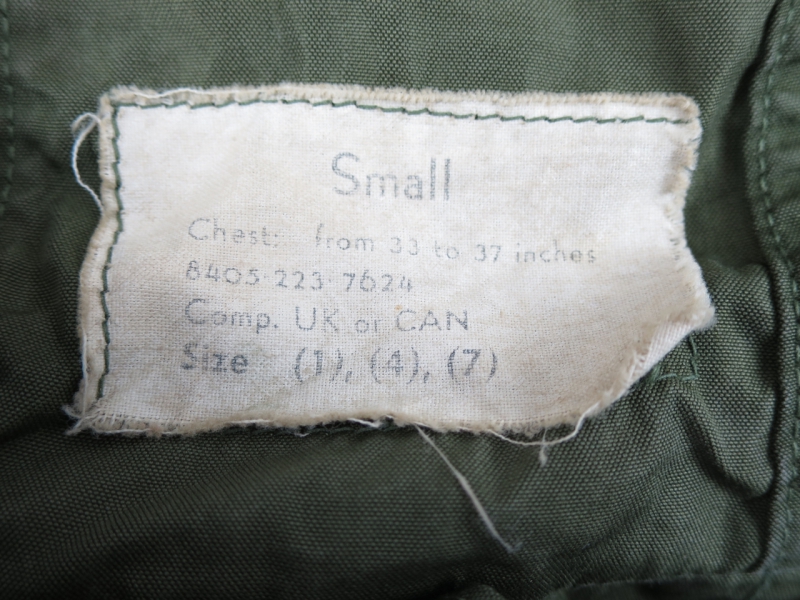 Small
Chest: from 33 to 37 inches
8405·223·7624
Comp. UK or CAN
Size (1), (4), (7)